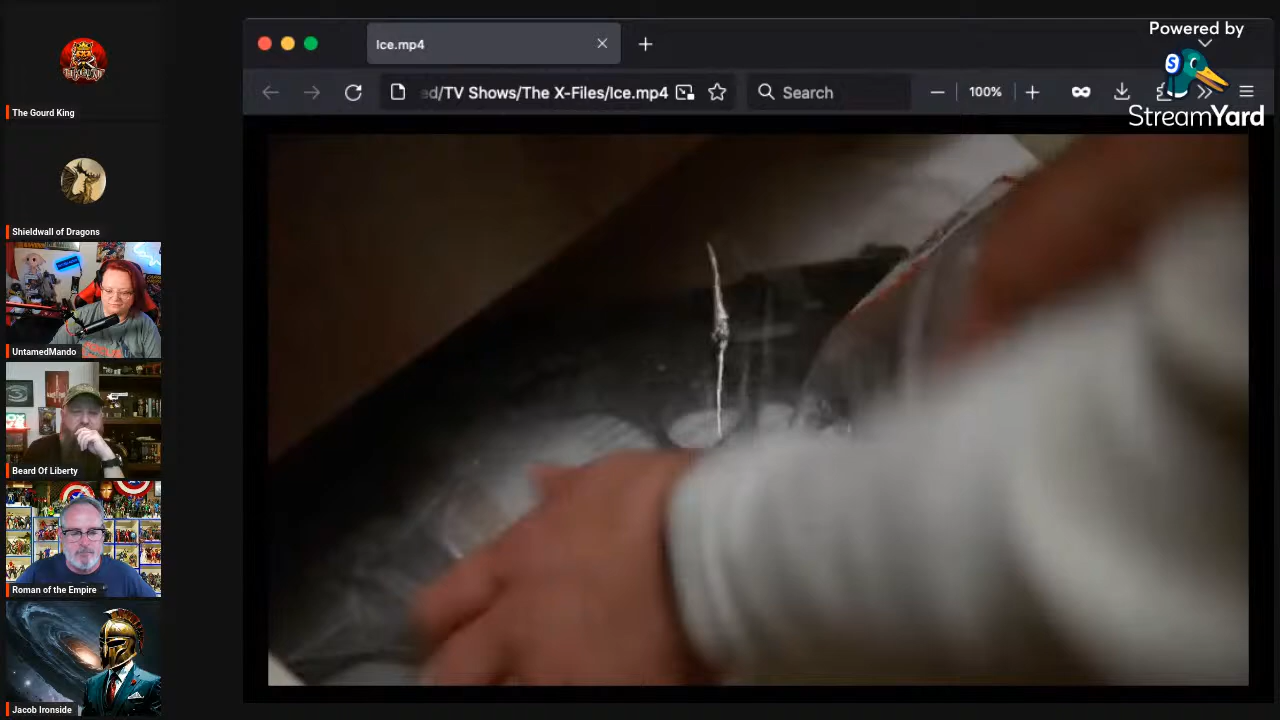 Powered by
StreamYard
Ice.mp4
ed/TV Shows/The X-Files/Ice.mp4
Search
100%
The Gourd King
Shieldwall of Dragons
UntamedMando
Beard Of Liberty
Roman of the Empire
Jacob Ironside